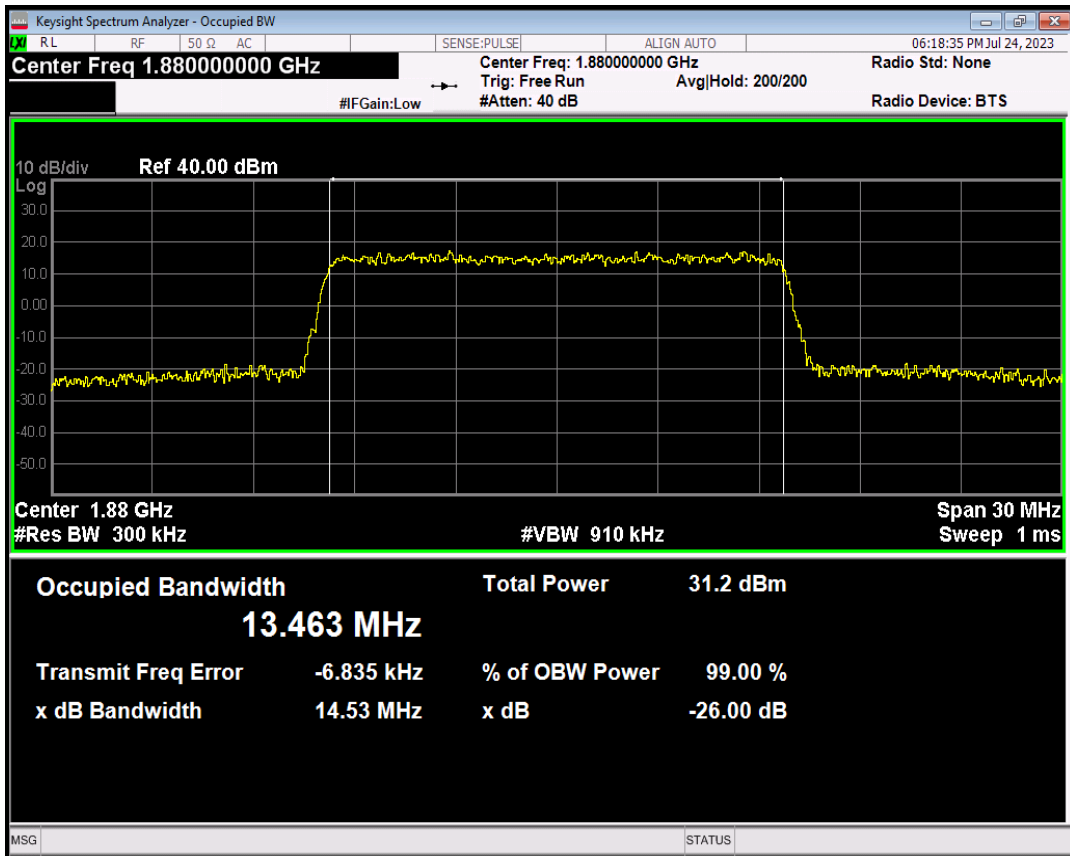 Keysight Spectrum Analyzer - Occupied BW
LXI RL RF 50 Ω AC SENSE:PULSE ALIGN AUTO 06:18:35 PM Jul 24, 2023
Center Freq 1.880000000 GHz Center Freq: 1.880000000 GHz Radio Std: None
Trig: Free Run Avg|Hold: 200/200
#IFGain:Low #Atten: 40 dB Radio Device: BTS
10 dB/div Ref 40.00 dBm
Log
30.0
20.0
10.0
0.00
-10.0
-20.0
-30.0
-40.0
-50.0
Center 1.88 GHz Span 30 MHz
#Res BW 300 kHz #VBW 910 kHz Sweep 1 ms
Occupied Bandwidth Total Power 31.2 dBm
13.463 MHz
Transmit Freq Error -6.835 kHz % of OBW Power 99.00 %
x dB Bandwidth 14.53 MHz x dB -26.00 dB
MSG STATUS